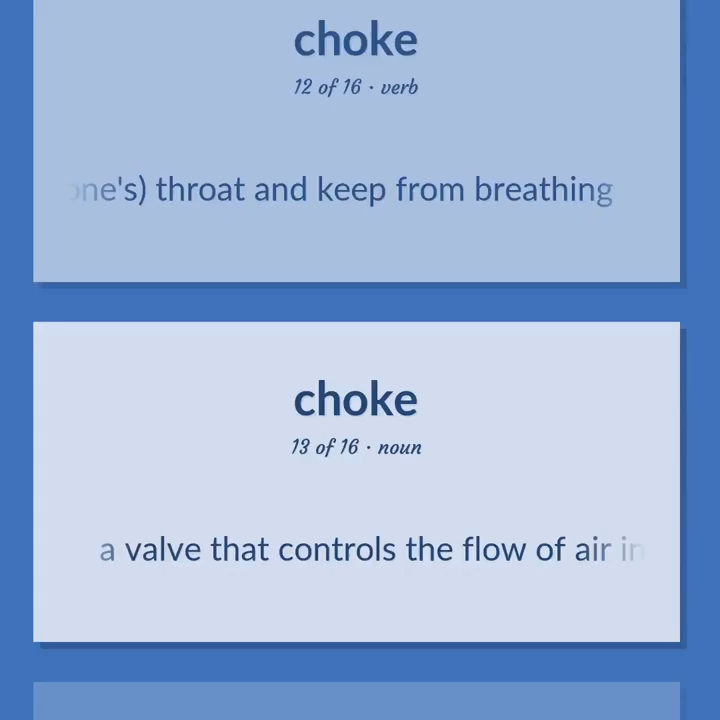 choke
12 of 16 · verb
one's) throat and keep from breathing
choke
13 of 16 · noun
a valve that controls the flow of air in